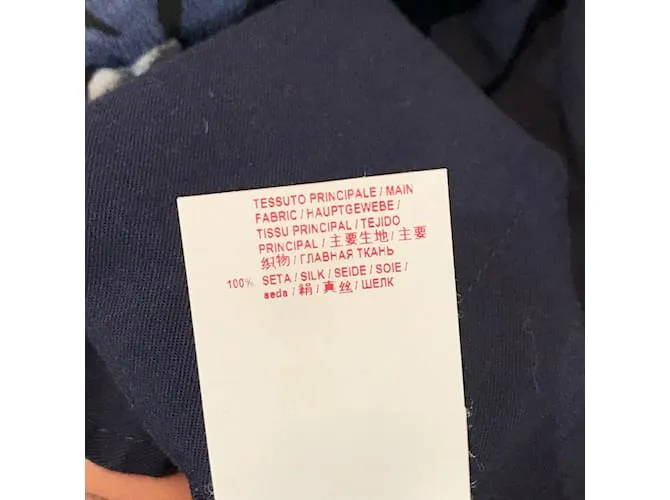 TESSUTO PRINCIPALE / MAIN
FABRIC / HAUPTGEWEBE /
TISSU PRINCIPAL / TEJIDO
PRINCIPAL / 主要生地 / 主要
织物 / ГЛАВНАЯ ТКАНЬ
100% SETA / SILK / SEIDE / SOIE /
seda / 絹 / 真丝 / ШЕЛК